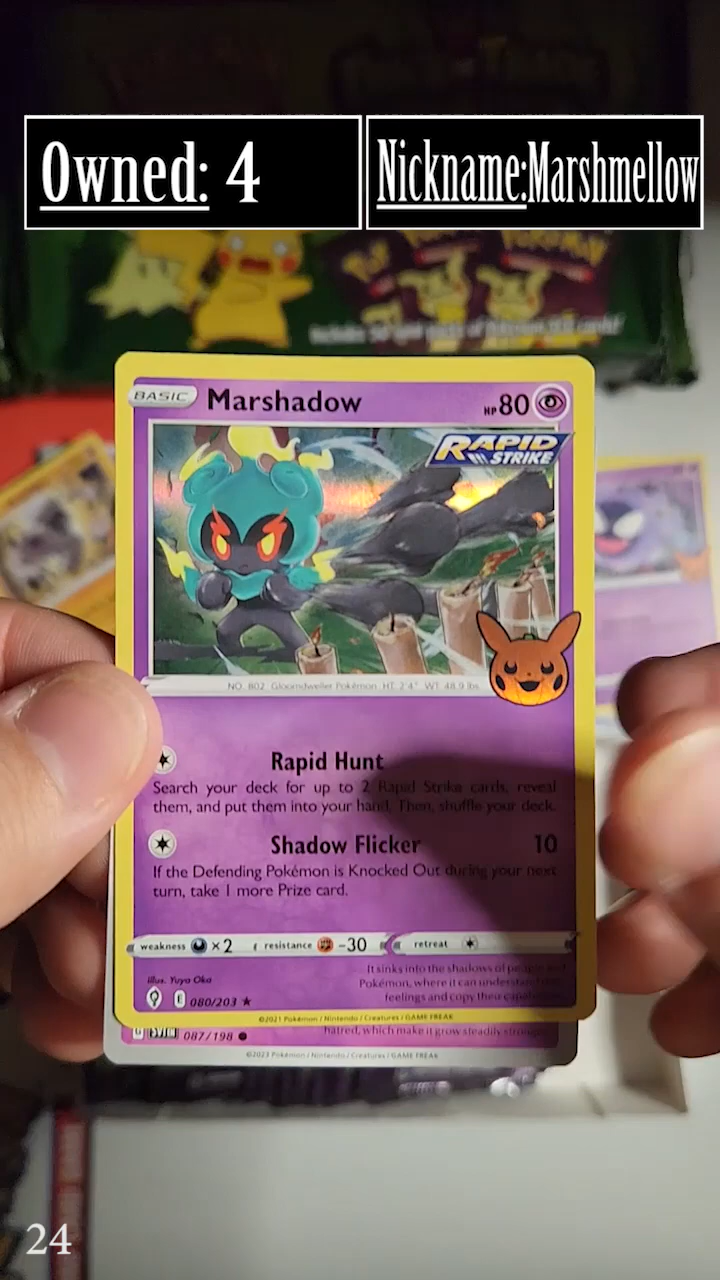 Owned: 4
Nickname:Marshmellow
POKÉMON
BASIC Marshadow HP 80
RAPID
STRIKE
NO. 802 Gloomdweller Pokémon HT: 2'4" WT: 48.9 lbs.
Rapid Hunt
Search your deck for up to 2 Rapid Strike cards, reveal
them, and put them into your hand. Then, shuffle your deck.
Shadow Flicker 10
If the Defending Pokémon is Knocked Out during your next
turn, take 1 more Prize card.
weakness ×2 resistance -30 retreat
It sinks into the shadows of people and
Illus. Yuya Oka
Pokémon, where it can understand their
feelings and copy their
E 080/203 ★
©2021 Pokémon / Nintendo / Creatures / GAME FREAK
G SVI EN 087/198 ● hatred, which make it grow steadily
©2023 Pokémon / Nintendo / Creatures / GAME FREAK
24